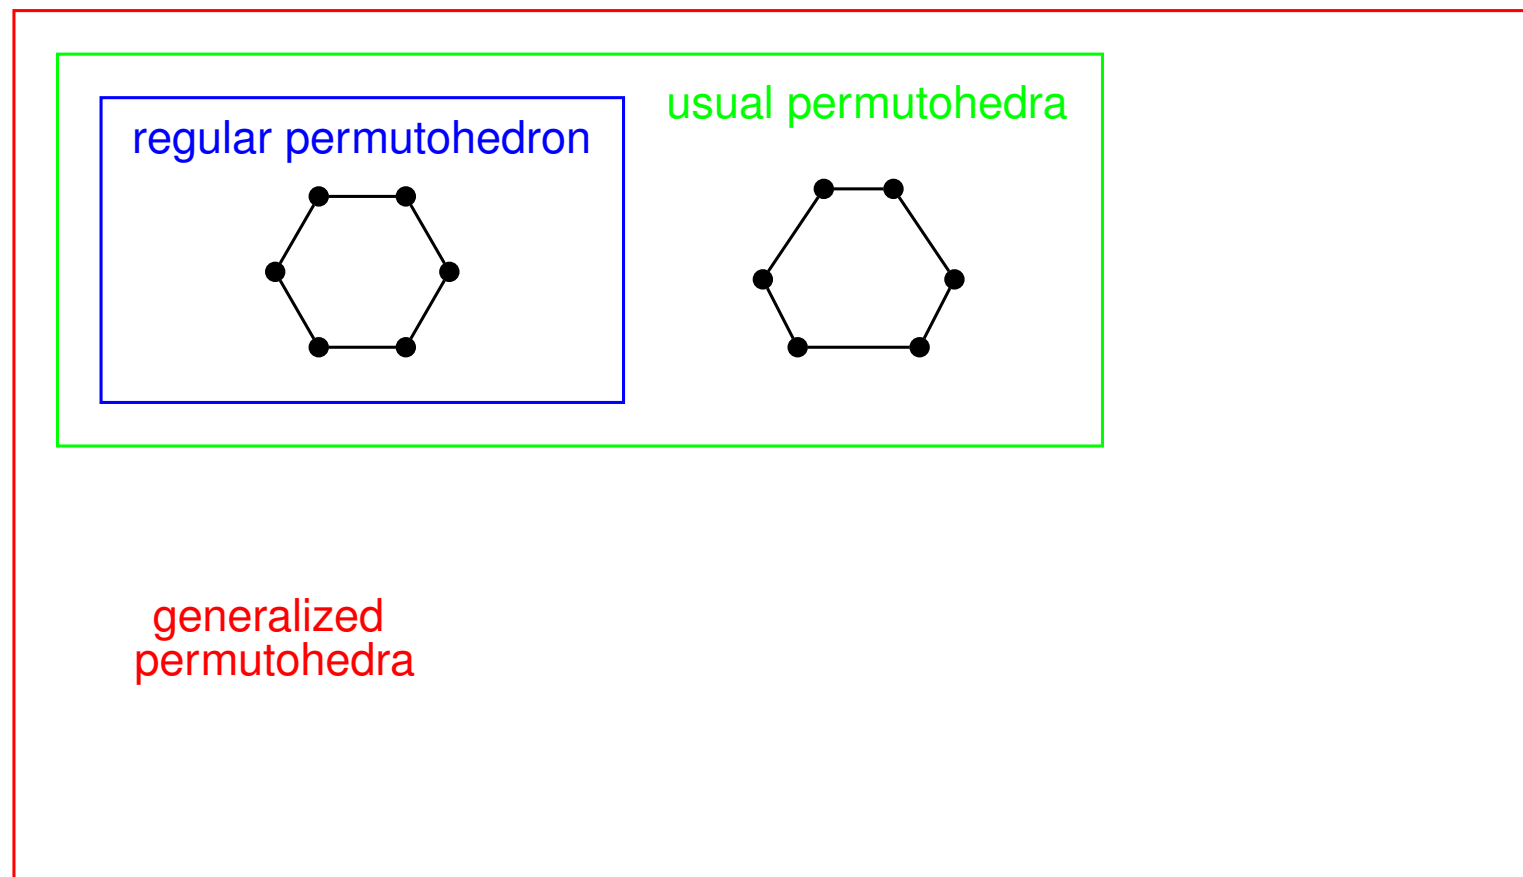 usual permutohedra
regular permutohedron
generalized
permutohedra